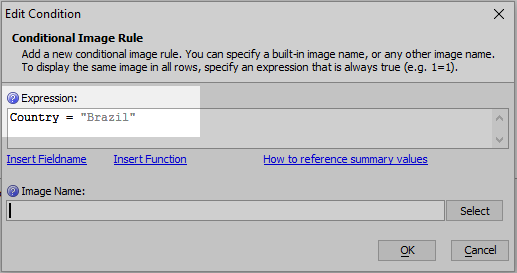 Edit Condition
Conditional Image Rule
Add a new conditional image rule. You can specify a built-in image name, or any other image name.
To display the same image in all rows, specify an expression that is always true (e.g. 1=1).
Expression:
Country = "Brazil"
Insert Fieldname Insert Function How to reference summary values
Image Name:
Select
OK Cancel